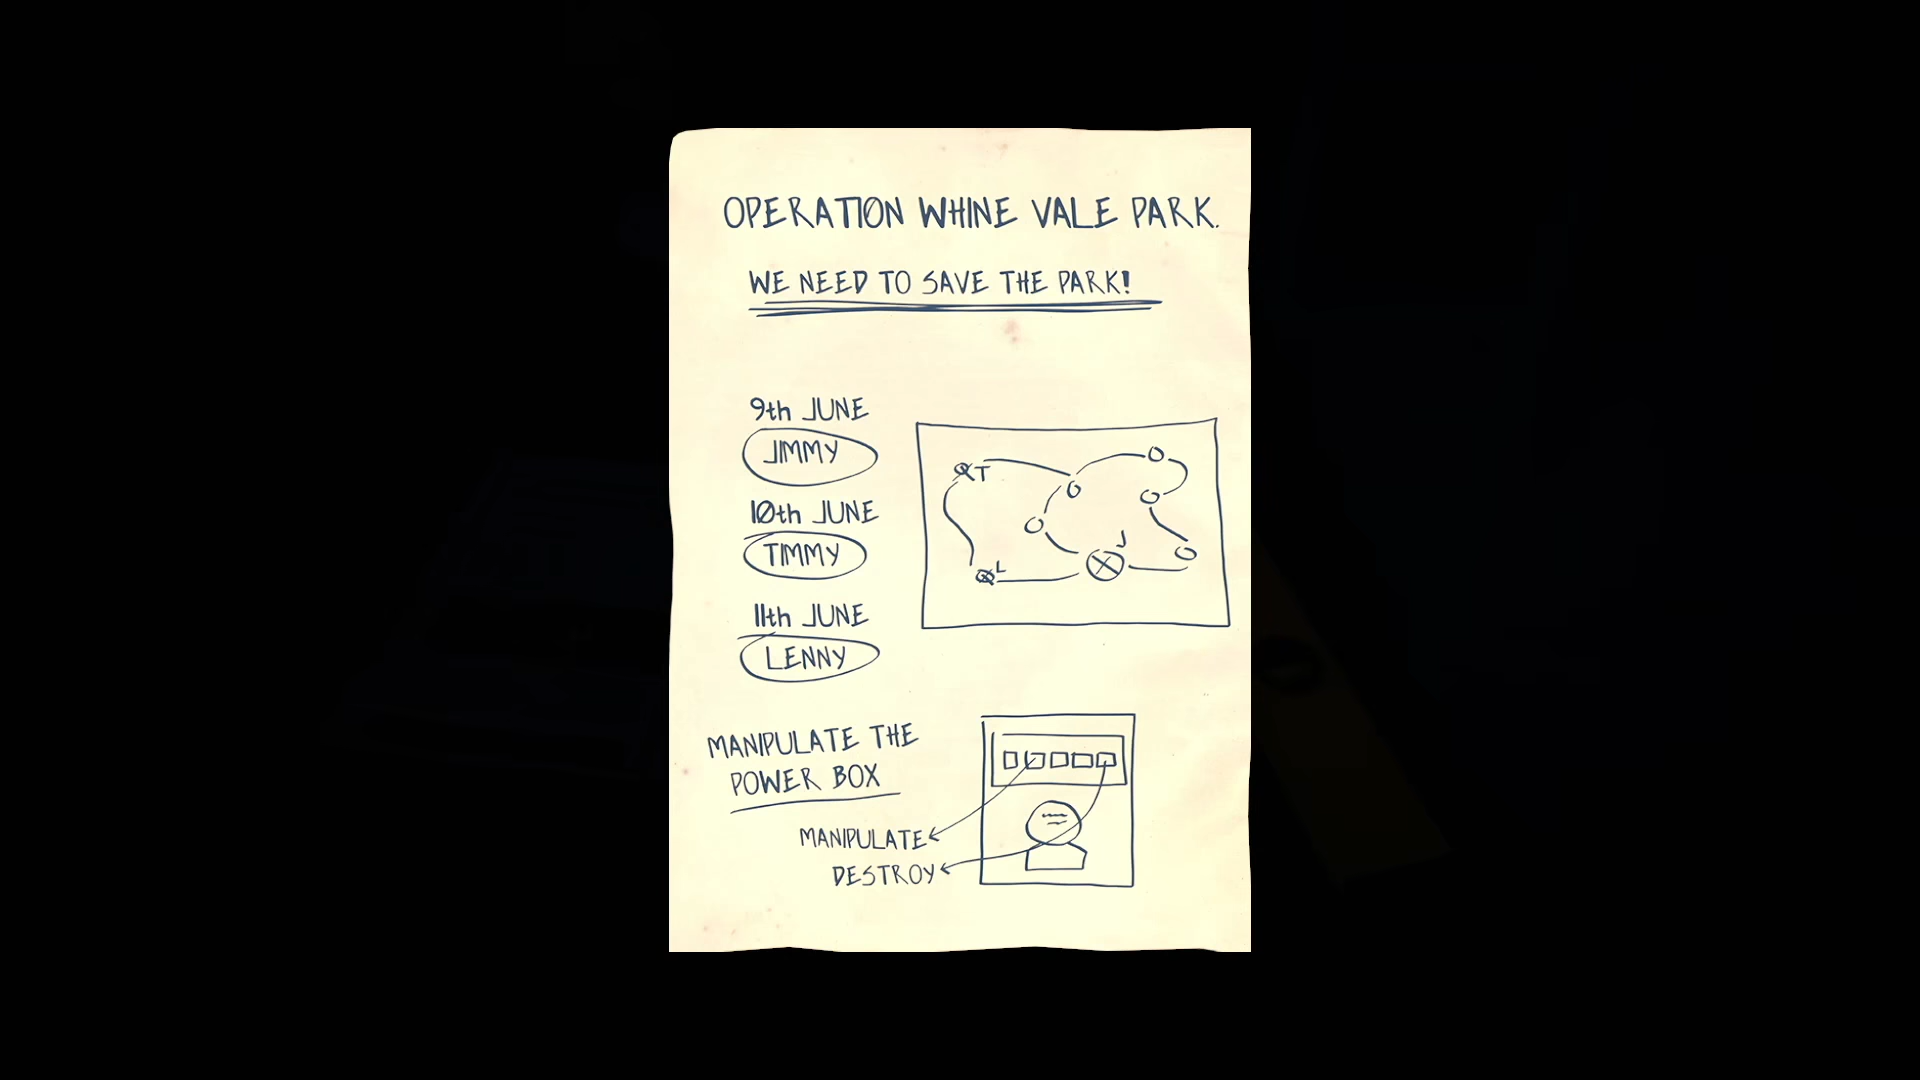 OPERATION WHINE VALE PARK.
WE NEED TO SAVE THE PARK!
9th JUNE
JIMMY
10th JUNE
TIMMY
11th JUNE
LENNY
T
J
L
MANIPULATE THE
POWER BOX
MANIPULATE
DESTROY